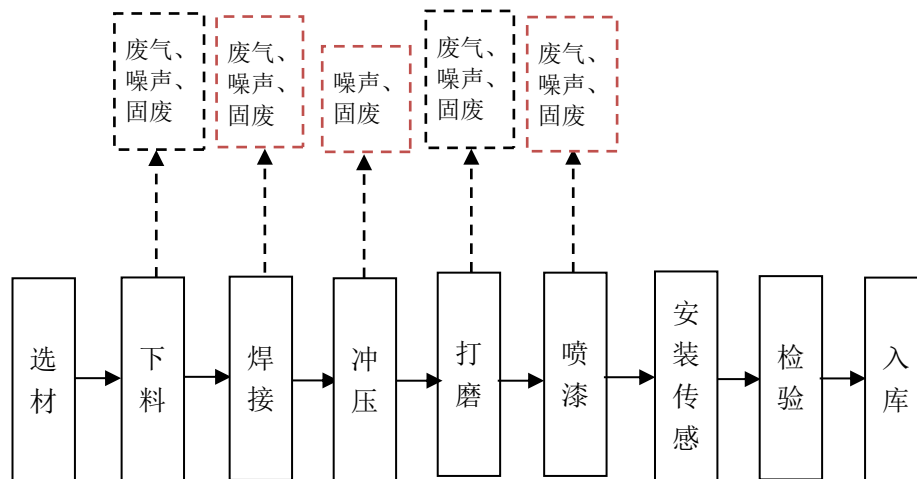 废气、
噪声、
固废
废气、
噪声、
固废
噪声、
固废
废气、
噪声、
固废
废气、
噪声、
固废
选材
下料
焊接
冲压
打磨
喷漆
安装传感
检验
入库